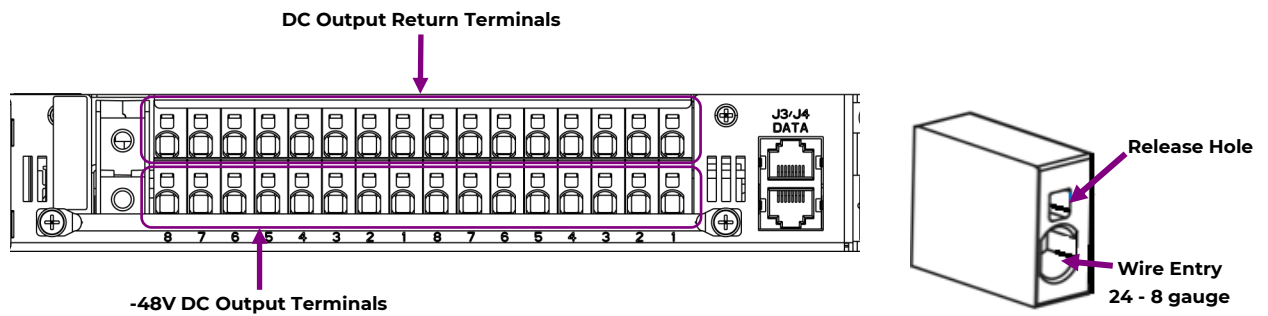 DC Output Return Terminals
J3/J4
DATA
8 7 6 5 4 3 2 1 8 7 6 5 4 3 2 1
-48V DC Output Terminals
Release Hole
Wire Entry
24 - 8 gauge